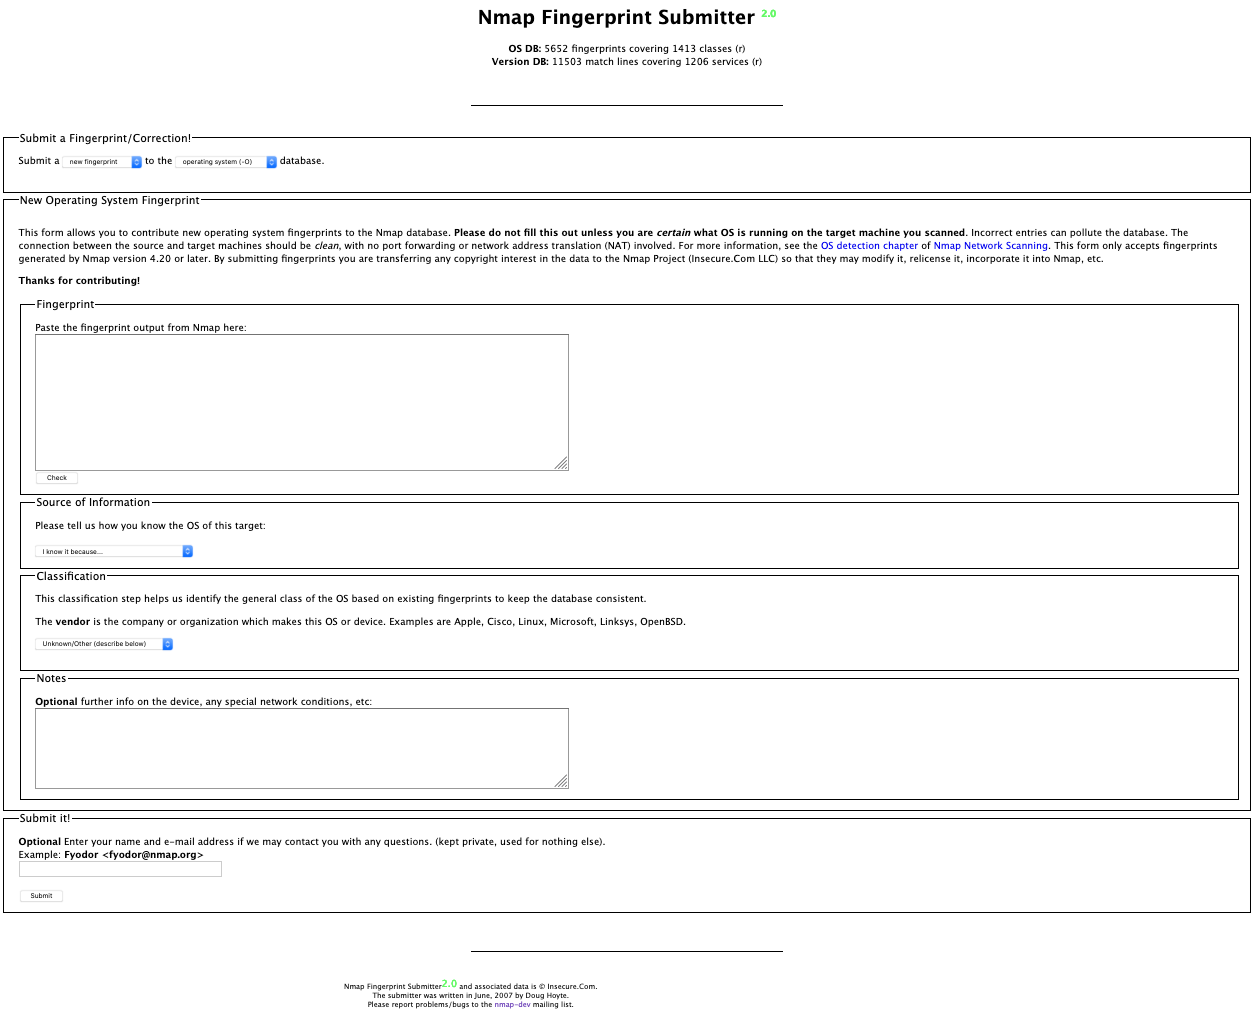 Nmap Fingerprint Submitter 2.0
OS DB: 5652 fingerprints covering 1413 classes (r)
Version DB: 11503 match lines covering 1206 services (r)
Submit a Fingerprint/Correction!
Submit a new fingerprint to the operating system (-O) database.
New Operating System Fingerprint
This form allows you to contribute new operating system fingerprints to the Nmap database. Please do not fill this out unless you are certain what OS is running on the target machine you scanned. Incorrect entries can pollute the database. The
connection between the source and target machines should be clean, with no port forwarding or network address translation (NAT) involved. For more information, see the OS detection chapter of Nmap Network Scanning. This form only accepts fingerprints
generated by Nmap version 4.20 or later. By submitting fingerprints you are transferring any copyright interest in the data to the Nmap Project (Insecure.Com LLC) so that they may modify it, relicense it, incorporate it into Nmap, etc.
Thanks for contributing!
Fingerprint
Paste the fingerprint output from Nmap here:
Check
Source of Information
Please tell us how you know the OS of this target:
I know it because...
Classification
This classification step helps us identify the general class of the OS based on existing fingerprints to keep the database consistent.
The vendor is the company or organization which makes this OS or device. Examples are Apple, Cisco, Linux, Microsoft, Linksys, OpenBSD.
Unknown/Other (describe below)
Notes
Optional further info on the device, any special network conditions, etc:
Submit it!
Optional Enter your name and e-mail address if we may contact you with any questions. (kept private, used for nothing else).
Example: Fyodor <fyodor@nmap.org>
Submit
Nmap Fingerprint Submitter 2.0 and associated data is © Insecure.Com.
The submitter was written in June, 2007 by Doug Hoyte.
Please report problems/bugs to the nmap-dev mailing list.